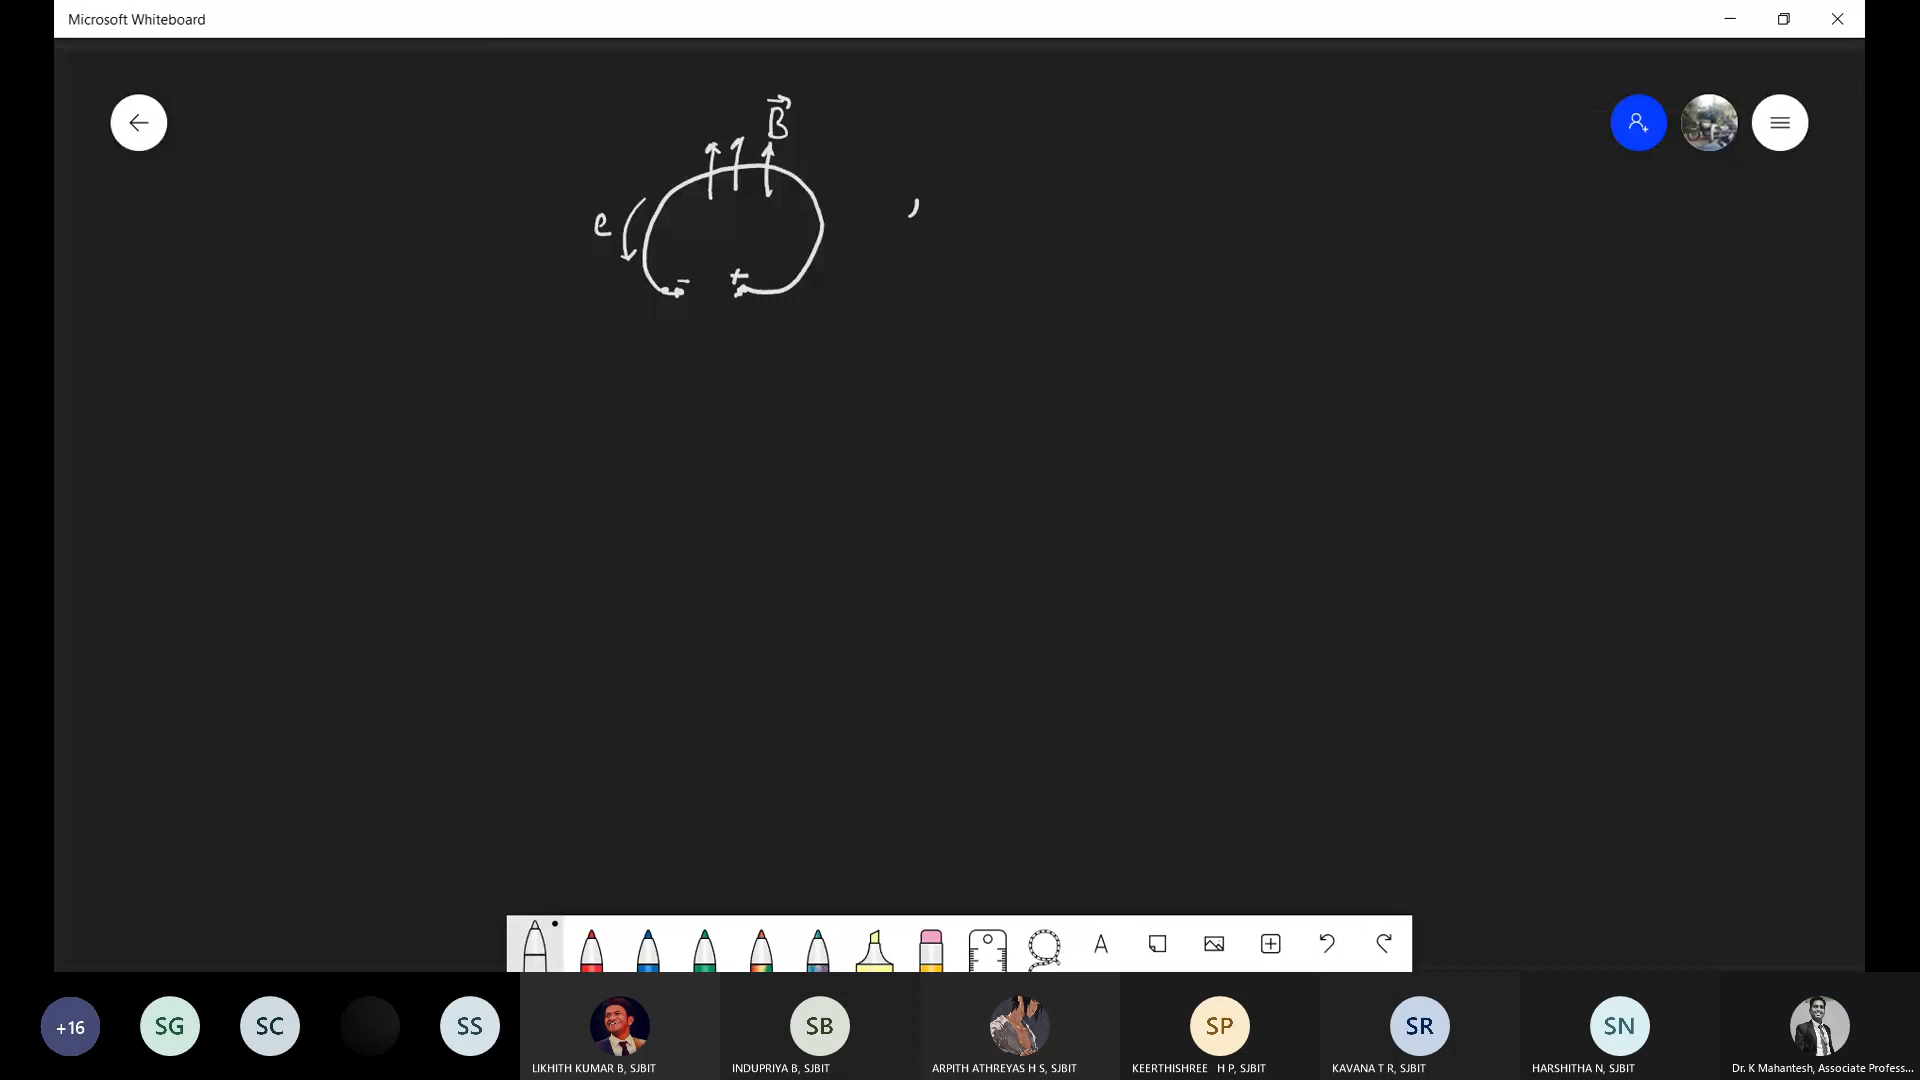 Microsoft Whiteboard
B
e
- +
,
A
+16
SG
SC
SS
SB
SP
SR
SN
LIKHITH KUMAR B, SJBIT
INDUPRIYA B, SJBIT
ARPITH ATHREYAS H S, SJBIT
KEERTHISHREE H P, SJBIT
KAVANA T R, SJBIT
HARSHITHA N, SJBIT
Dr. K Mahantesh, Associate Profess...